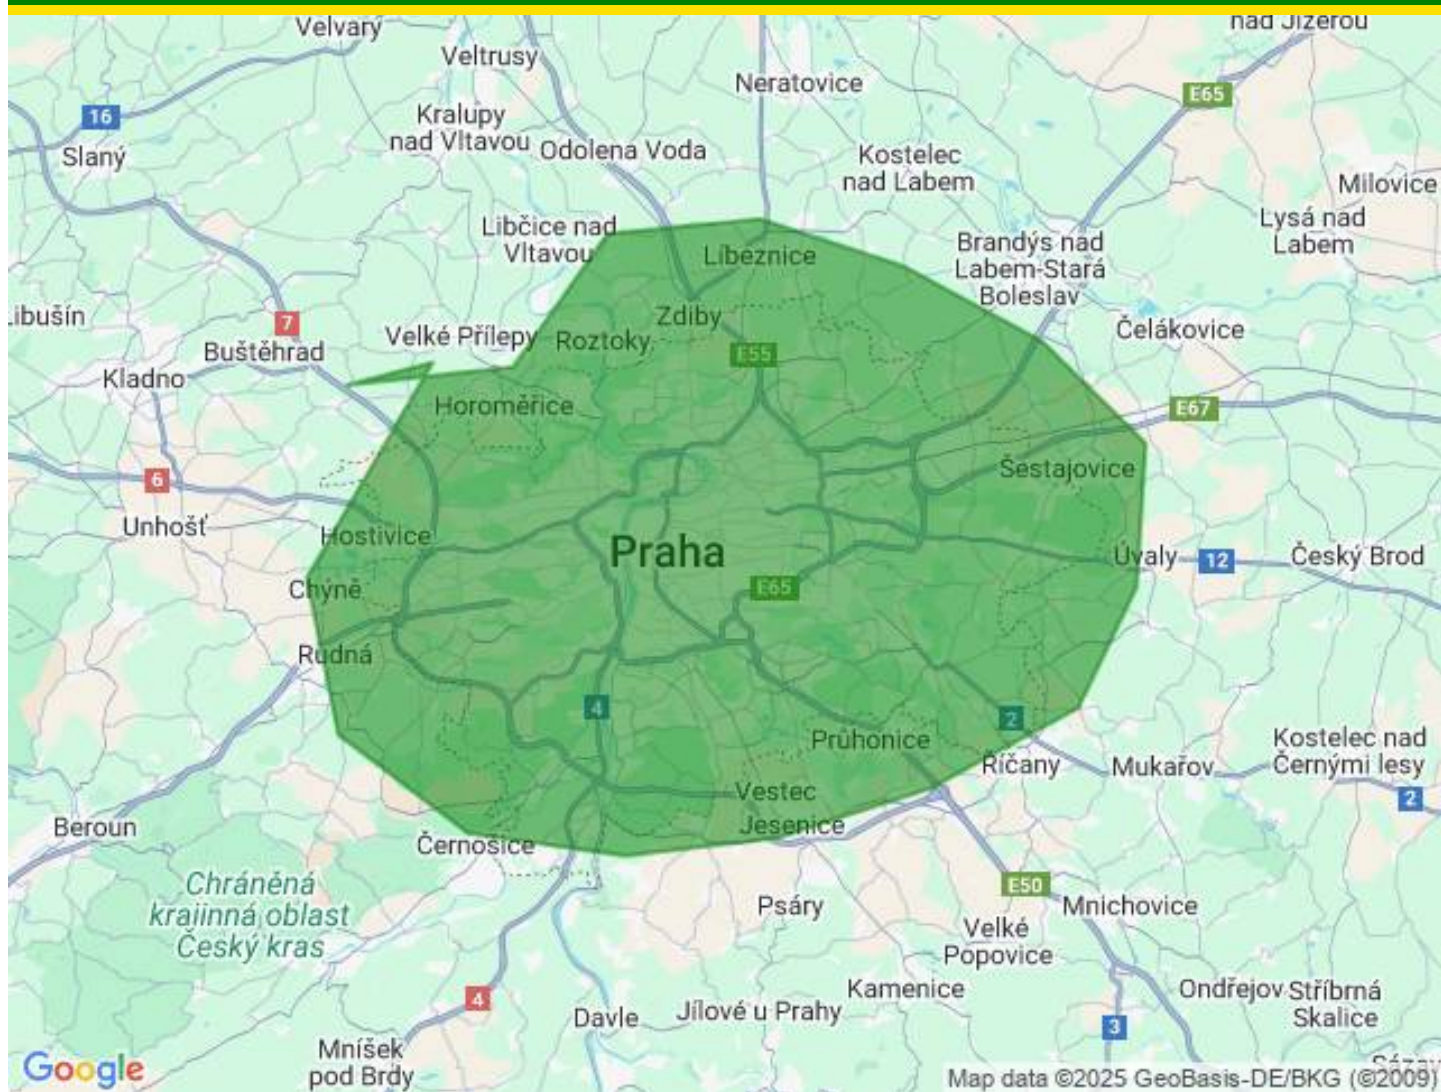 Velvary
nad Jizerou
Veltrusy
Neratovice
E65
16
Kralupy
nad Vltavou
Odolena Voda
Slaný
Kostelec
nad Labem
Milovice
Libčice nad
Vltavou
Lysá nad
Labem
Líbeznice
Brandýs nad
Labem-Stará
Boleslav
Libušín
7
Zdiby
Velké Přílepy
Roztoky
Čelákovice
Buštěhrad
E55
Kladno
Horoměřice
E67
6
Šestajovice
Unhošť
Hostivice
Praha
Úvaly
12
Český Brod
Chýně
E65
Rudná
4
2
Průhonice
Říčany
Mukařov
Kostelec nad
Černými lesy
2
Vestec
Jesenice
Beroun
Černošice
Chráněná
krajinná oblast
Český kras
E50
Psáry
Mnichovice
Velké
Popovice
4
Kamenice
Ondřejov
Stříbrná
Skalice
Davle
Jílové u Prahy
3
Mníšek
pod Brdy
Google
Map data ©2025 GeoBasis-DE/BKG (©2009)